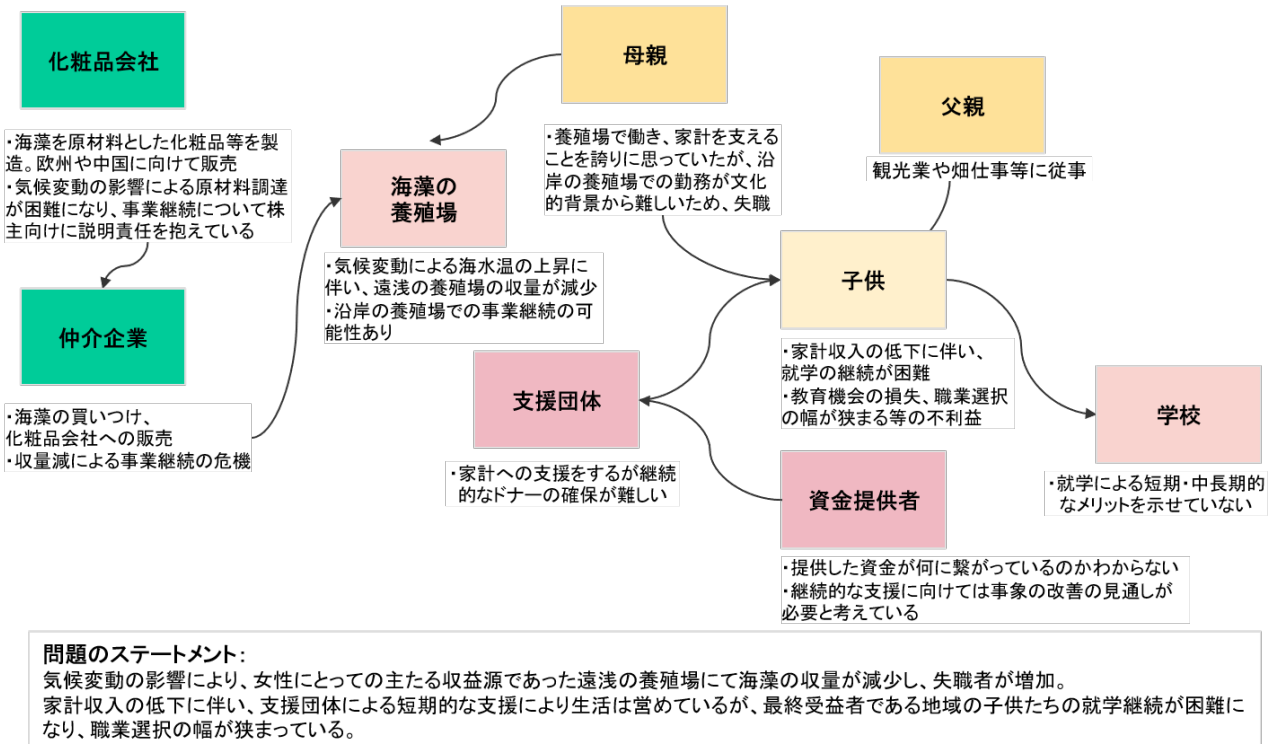 化粧品会社
・海藻を原材料とした化粧品等を製
造。欧州や中国に向けて販売
・気候変動の影響による原材料調達
が困難になり、事業継続について株
主向けに説明責任を抱えている
仲介企業
・海藻の買いつけ、
化粧品会社への販売
・収量減による事業継続の危機
海藻の
養殖場
・気候変動による海水温の上昇に
伴い、遠浅の養殖場の収量が減少
・沿岸の養殖場での事業継続の可
能性あり
母親
・養殖場で働き、家計を支える
ことを誇りに思っていたが、沿
岸の養殖場での勤務が文化
的背景から難しいため、失職
父親
観光業や畑仕事等に従事
子供
・家計収入の低下に伴い、
就学の継続が困難
・教育機会の損失、職業選択
の幅が狭まる等の不利益
支援団体
・家計への支援をするが継続
的なドナーの確保が難しい
資金提供者
・提供した資金が何に繋がっているのかわからない
・継続的な支援に向けては事象の改善の見通しが
必要と考えている
学校
・就学による短期・中長期的
なメリットを示せていない
問題のステートメント：
気候変動の影響により、女性にとっての主たる収益源であった遠浅の養殖場にて海藻の収量が減少し、失職者が増加。
家計収入の低下に伴い、支援団体による短期的な支援により生活は営めているが、最終受益者である地域の子供たちの就学継続が困難に
なり、職業選択の幅が狭まっている。